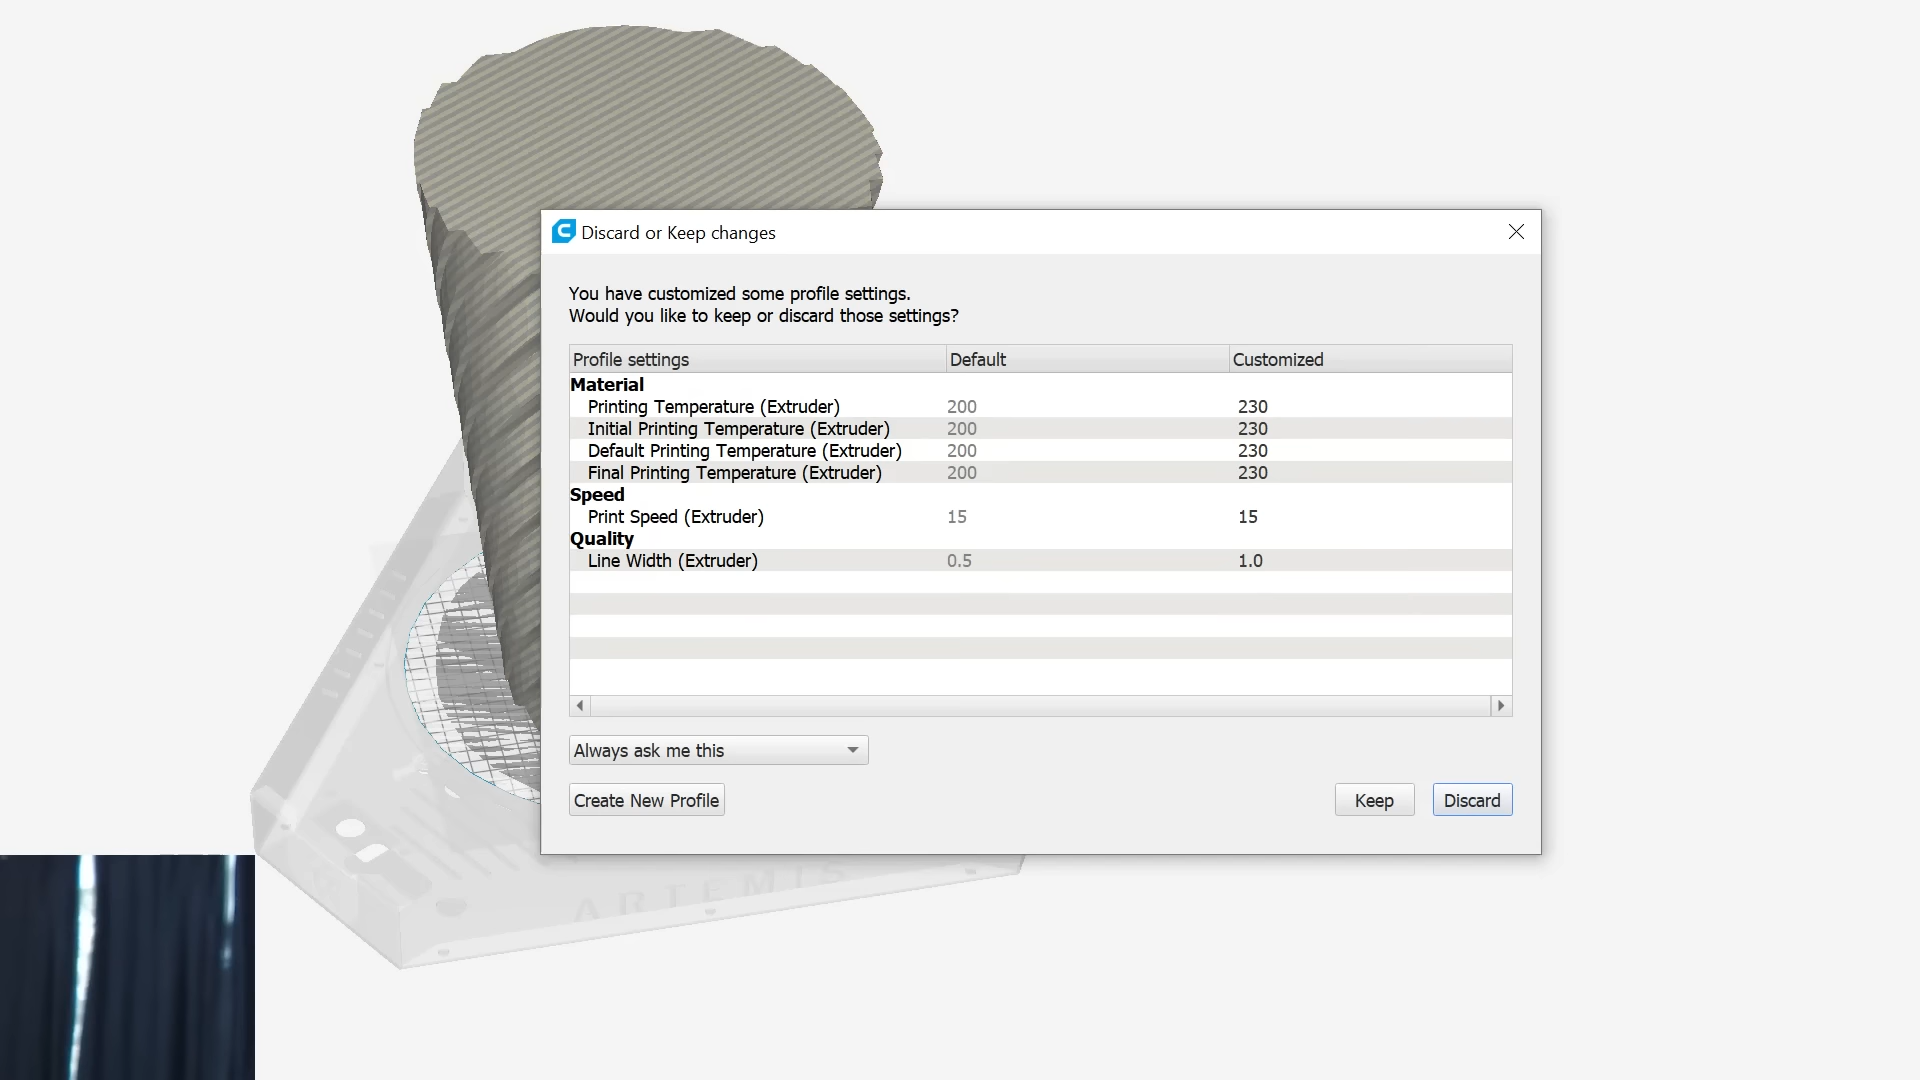 Discard or Keep changes
You have customized some profile settings.
Would you like to keep or discard those settings?
Profile settings Default Customized
Material
Printing Temperature (Extruder) 200 230
Initial Printing Temperature (Extruder) 200 230
Default Printing Temperature (Extruder) 200 230
Final Printing Temperature (Extruder) 200 230
Speed
Print Speed (Extruder) 15 15
Quality
Line Width (Extruder) 0.5 1.0
Always ask me this
Create New Profile Keep Discard
ARTEMIS